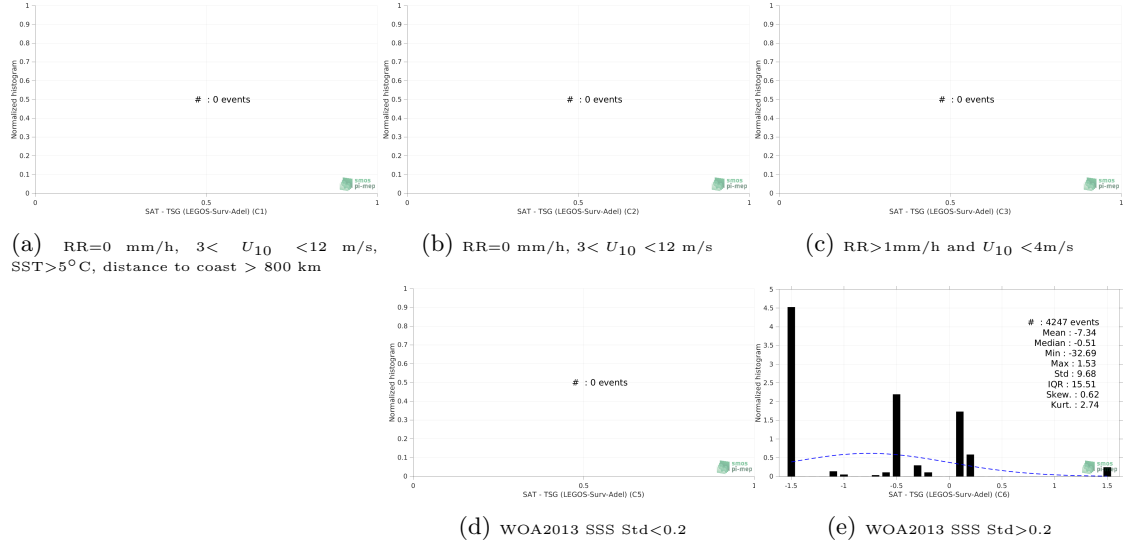 1
0.9
0.8
0.7
0.6
0.5
0.4
0.3
0.2
0.1
0
Normalized histogram
# : 0 events
smos
pi-mep
0 0.5 1
SAT - TSG (LEGOS-Surv-Adel) (C1)
(a) RR=0 mm/h, 3< U10 <12 m/s,
SST>5°C, distance to coast > 800 km
1
0.9
0.8
0.7
0.6
0.5
0.4
0.3
0.2
0.1
0
Normalized histogram
# : 0 events
smos
pi-mep
0 0.5 1
SAT - TSG (LEGOS-Surv-Adel) (C2)
(b) RR=0 mm/h, 3< U10 <12 m/s
1
0.9
0.8
0.7
0.6
0.5
0.4
0.3
0.2
0.1
0
Normalized histogram
# : 0 events
smos
pi-mep
0 0.5 1
SAT - TSG (LEGOS-Surv-Adel) (C3)
(c) RR>1mm/h and U10 <4m/s
1
0.9
0.8
0.7
0.6
0.5
0.4
0.3
0.2
0.1
0
Normalized histogram
# : 0 events
smos
pi-mep
0 0.5 1
SAT - TSG (LEGOS-Surv-Adel) (C5)
(d) WOA2013 SSS Std<0.2
5
4.5
4
3.5
3
2.5
2
1.5
1
0.5
0
Normalized histogram
# : 4247 events
Mean : -7.34
Median : -0.51
Min : -32.69
Max : 1.53
Std : 9.68
IQR : 15.51
Skew. : 0.62
Kurt. : 2.74
smos
pi-mep
-1.5 -1 -0.5 0 0.5 1 1.5
SAT - TSG (LEGOS-Surv-Adel) (C6)
(e) WOA2013 SSS Std>0.2